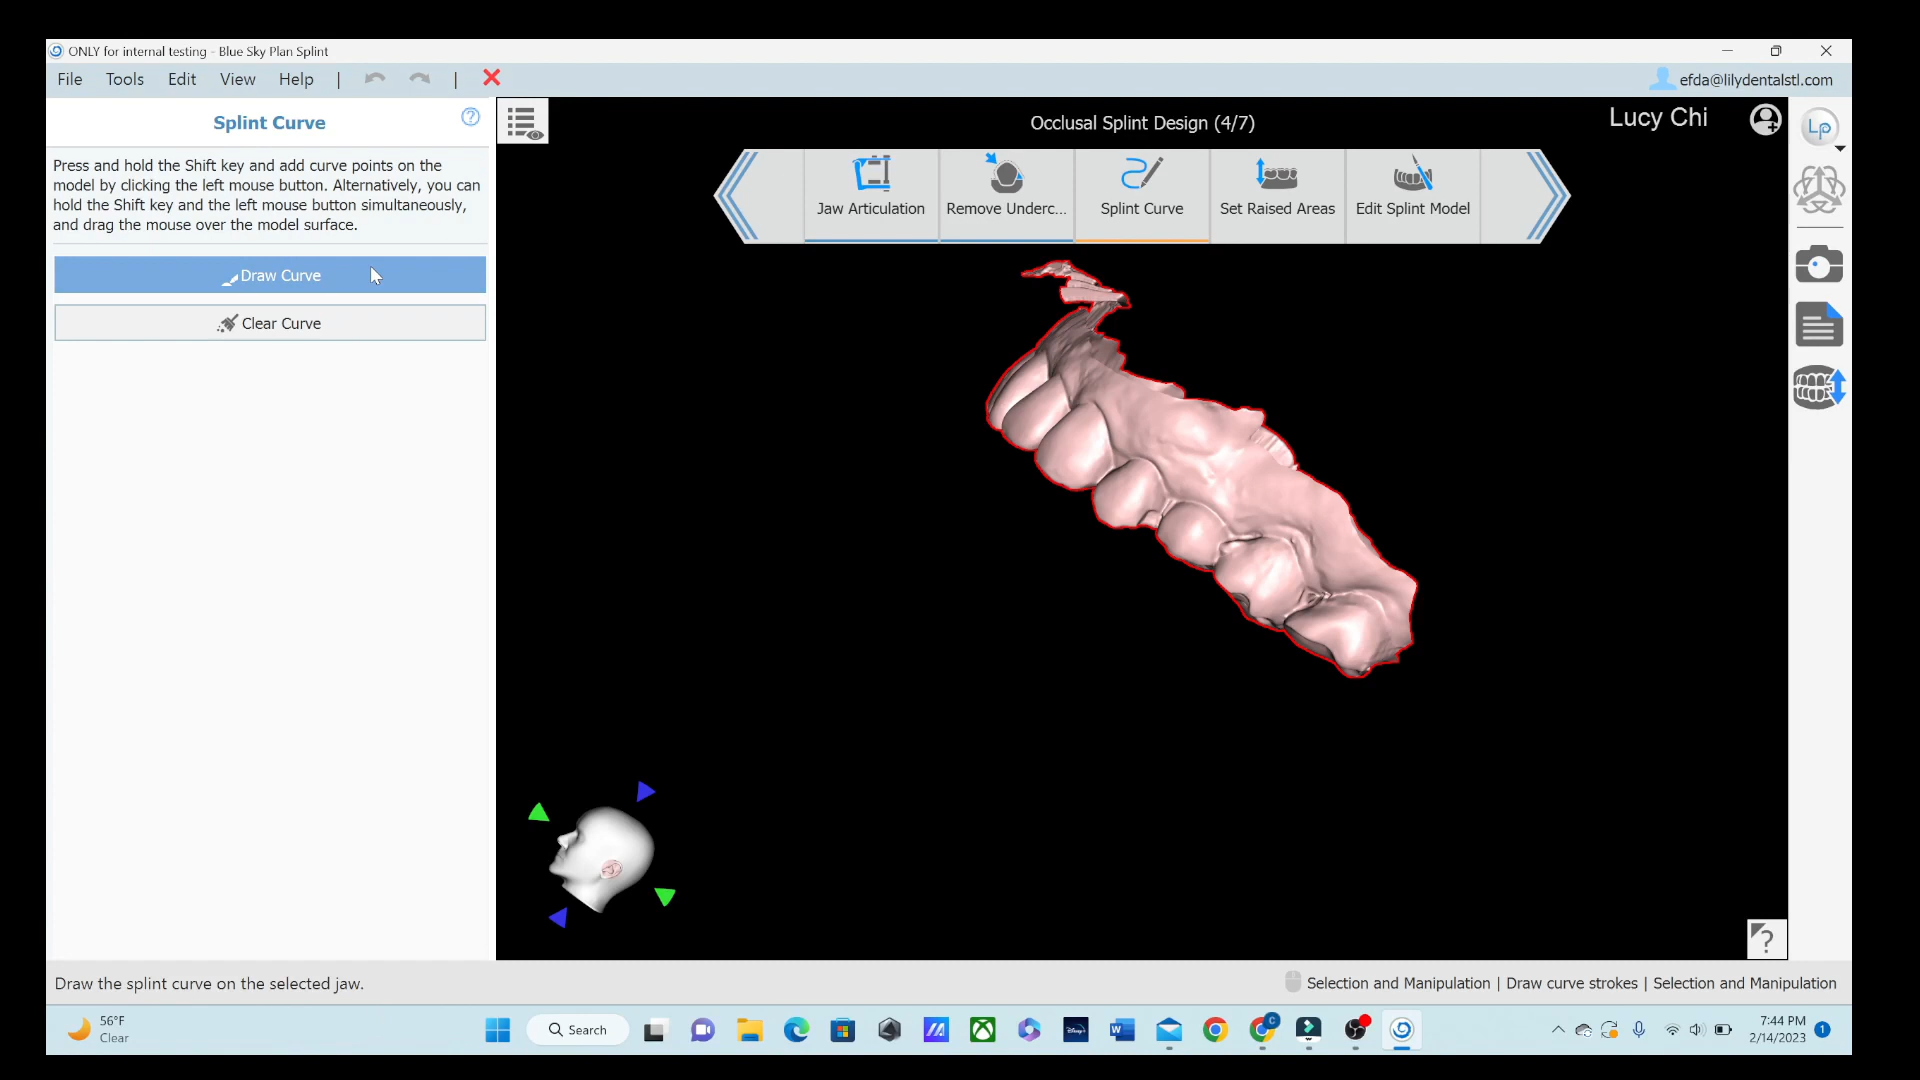 ONLY for internal testing - Blue Sky Plan Splint
File Tools Edit View Help
efda@lilydentalstl.com
Splint Curve
Press and hold the Shift key and add curve points on the
model by clicking the left mouse button. Alternatively, you can
hold the Shift key and the left mouse button simultaneously,
and drag the mouse over the model surface.
Draw Curve
Clear Curve
Occlusal Splint Design (4/7)
Lucy Chi
Lp
Jaw Articulation
Remove Underc...
Splint Curve
Set Raised Areas
Edit Splint Model
Draw the splint curve on the selected jaw.
Selection and Manipulation | Draw curve strokes | Selection and Manipulation
56°F
Clear
Search
Disney+
W
C
7:44 PM
2/14/2023
1